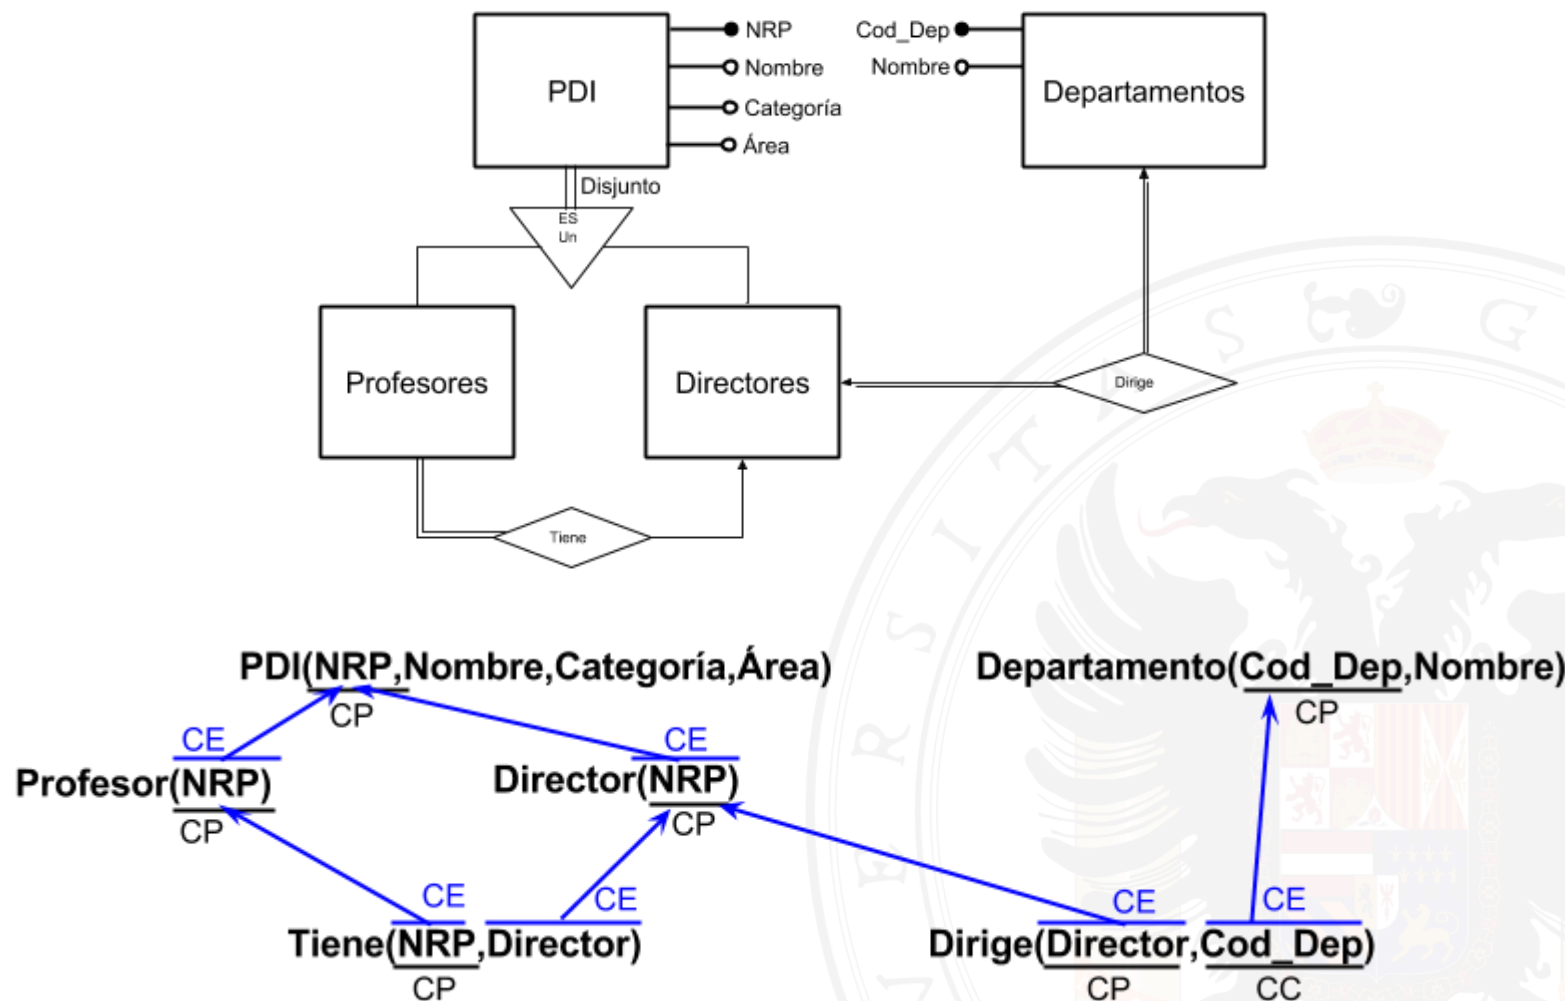 NRP
Cod_Dep
Nombre
Nombre
PDI
Departamentos
Categoría
Área
Disjunto
ES
Un
Profesores
Directores
Dirige
Tiene
PDI(NRP,Nombre,Categoría,Área)
Departamento(Cod_Dep,Nombre)
CP
CP
CE
CE
Profesor(NRP)
Director(NRP)
CP
CP
CE
CE
CE
CE
Tiene(NRP,Director)
Dirige(Director,Cod_Dep)
CP
CP
CC